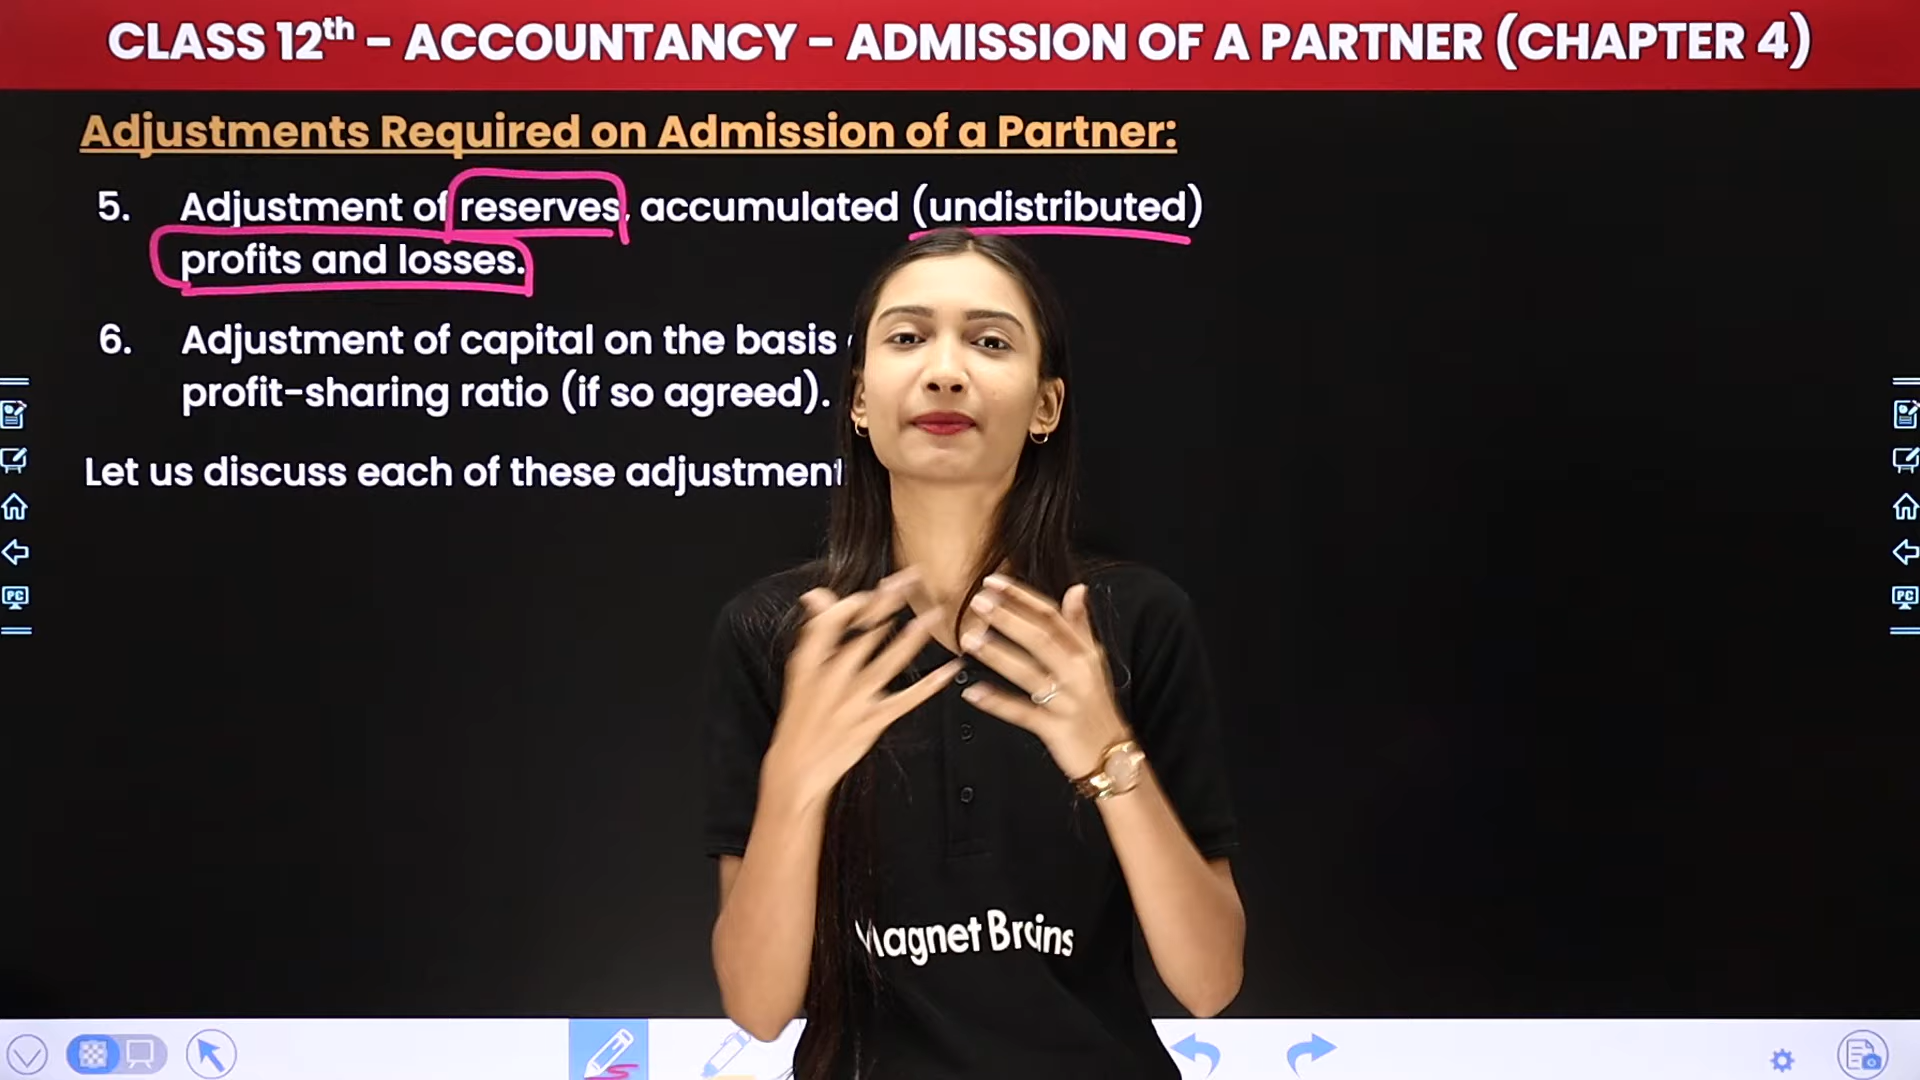 CLASS 12th - ACCOUNTANCY - ADMISSION OF A PARTNER (CHAPTER 4)
Adjustments Required on Admission of a Partner:
5. Adjustment of reserves, accumulated (undistributed)
profits and losses.
6. Adjustment of capital on the basis
profit-sharing ratio (if so agreed).
Let us discuss each of these adjustment
Magnet Brains
PC
PC